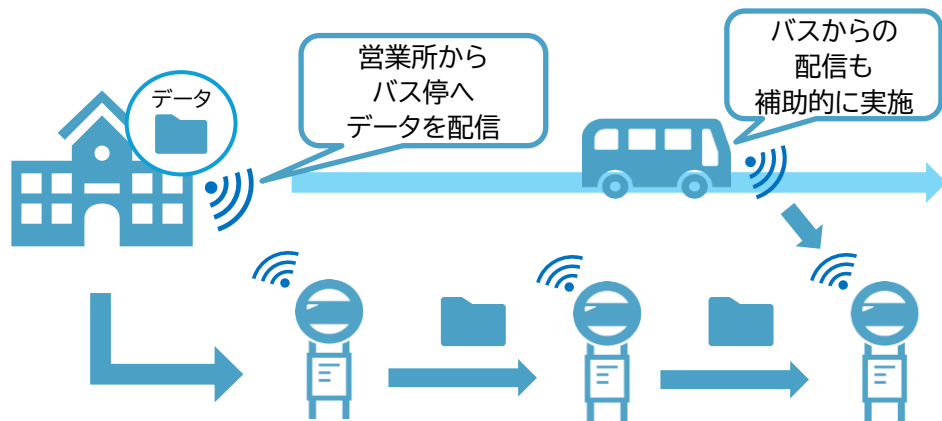 データ
営業所から
バス停へ
データを配信
バスからの
配信も
補助的に実施